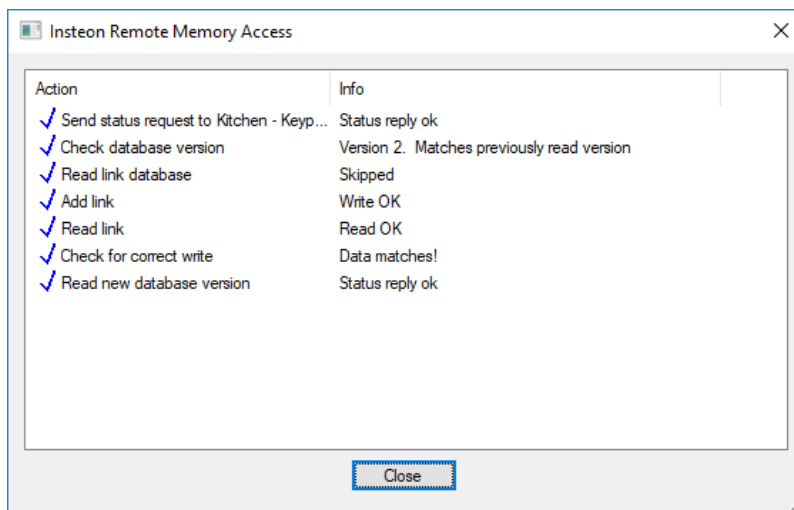 Insteon Remote Memory Access
Action Info
Send status request to Kitchen - Keyp... Status reply ok
Check database version Version 2. Matches previously read version
Read link database Skipped
Add link Write OK
Read link Read OK
Check for correct write Data matches!
Read new database version Status reply ok
Close